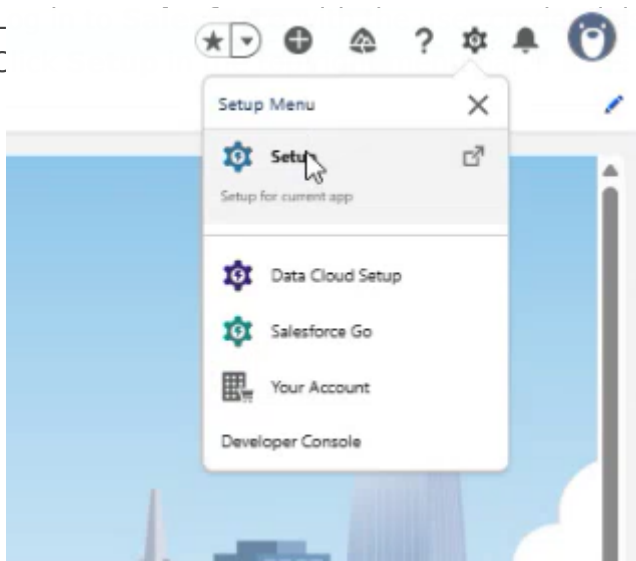 ?
Setup Menu
Setup
Setup for current app
Data Cloud Setup
Salesforce Go
Your Account
Developer Console